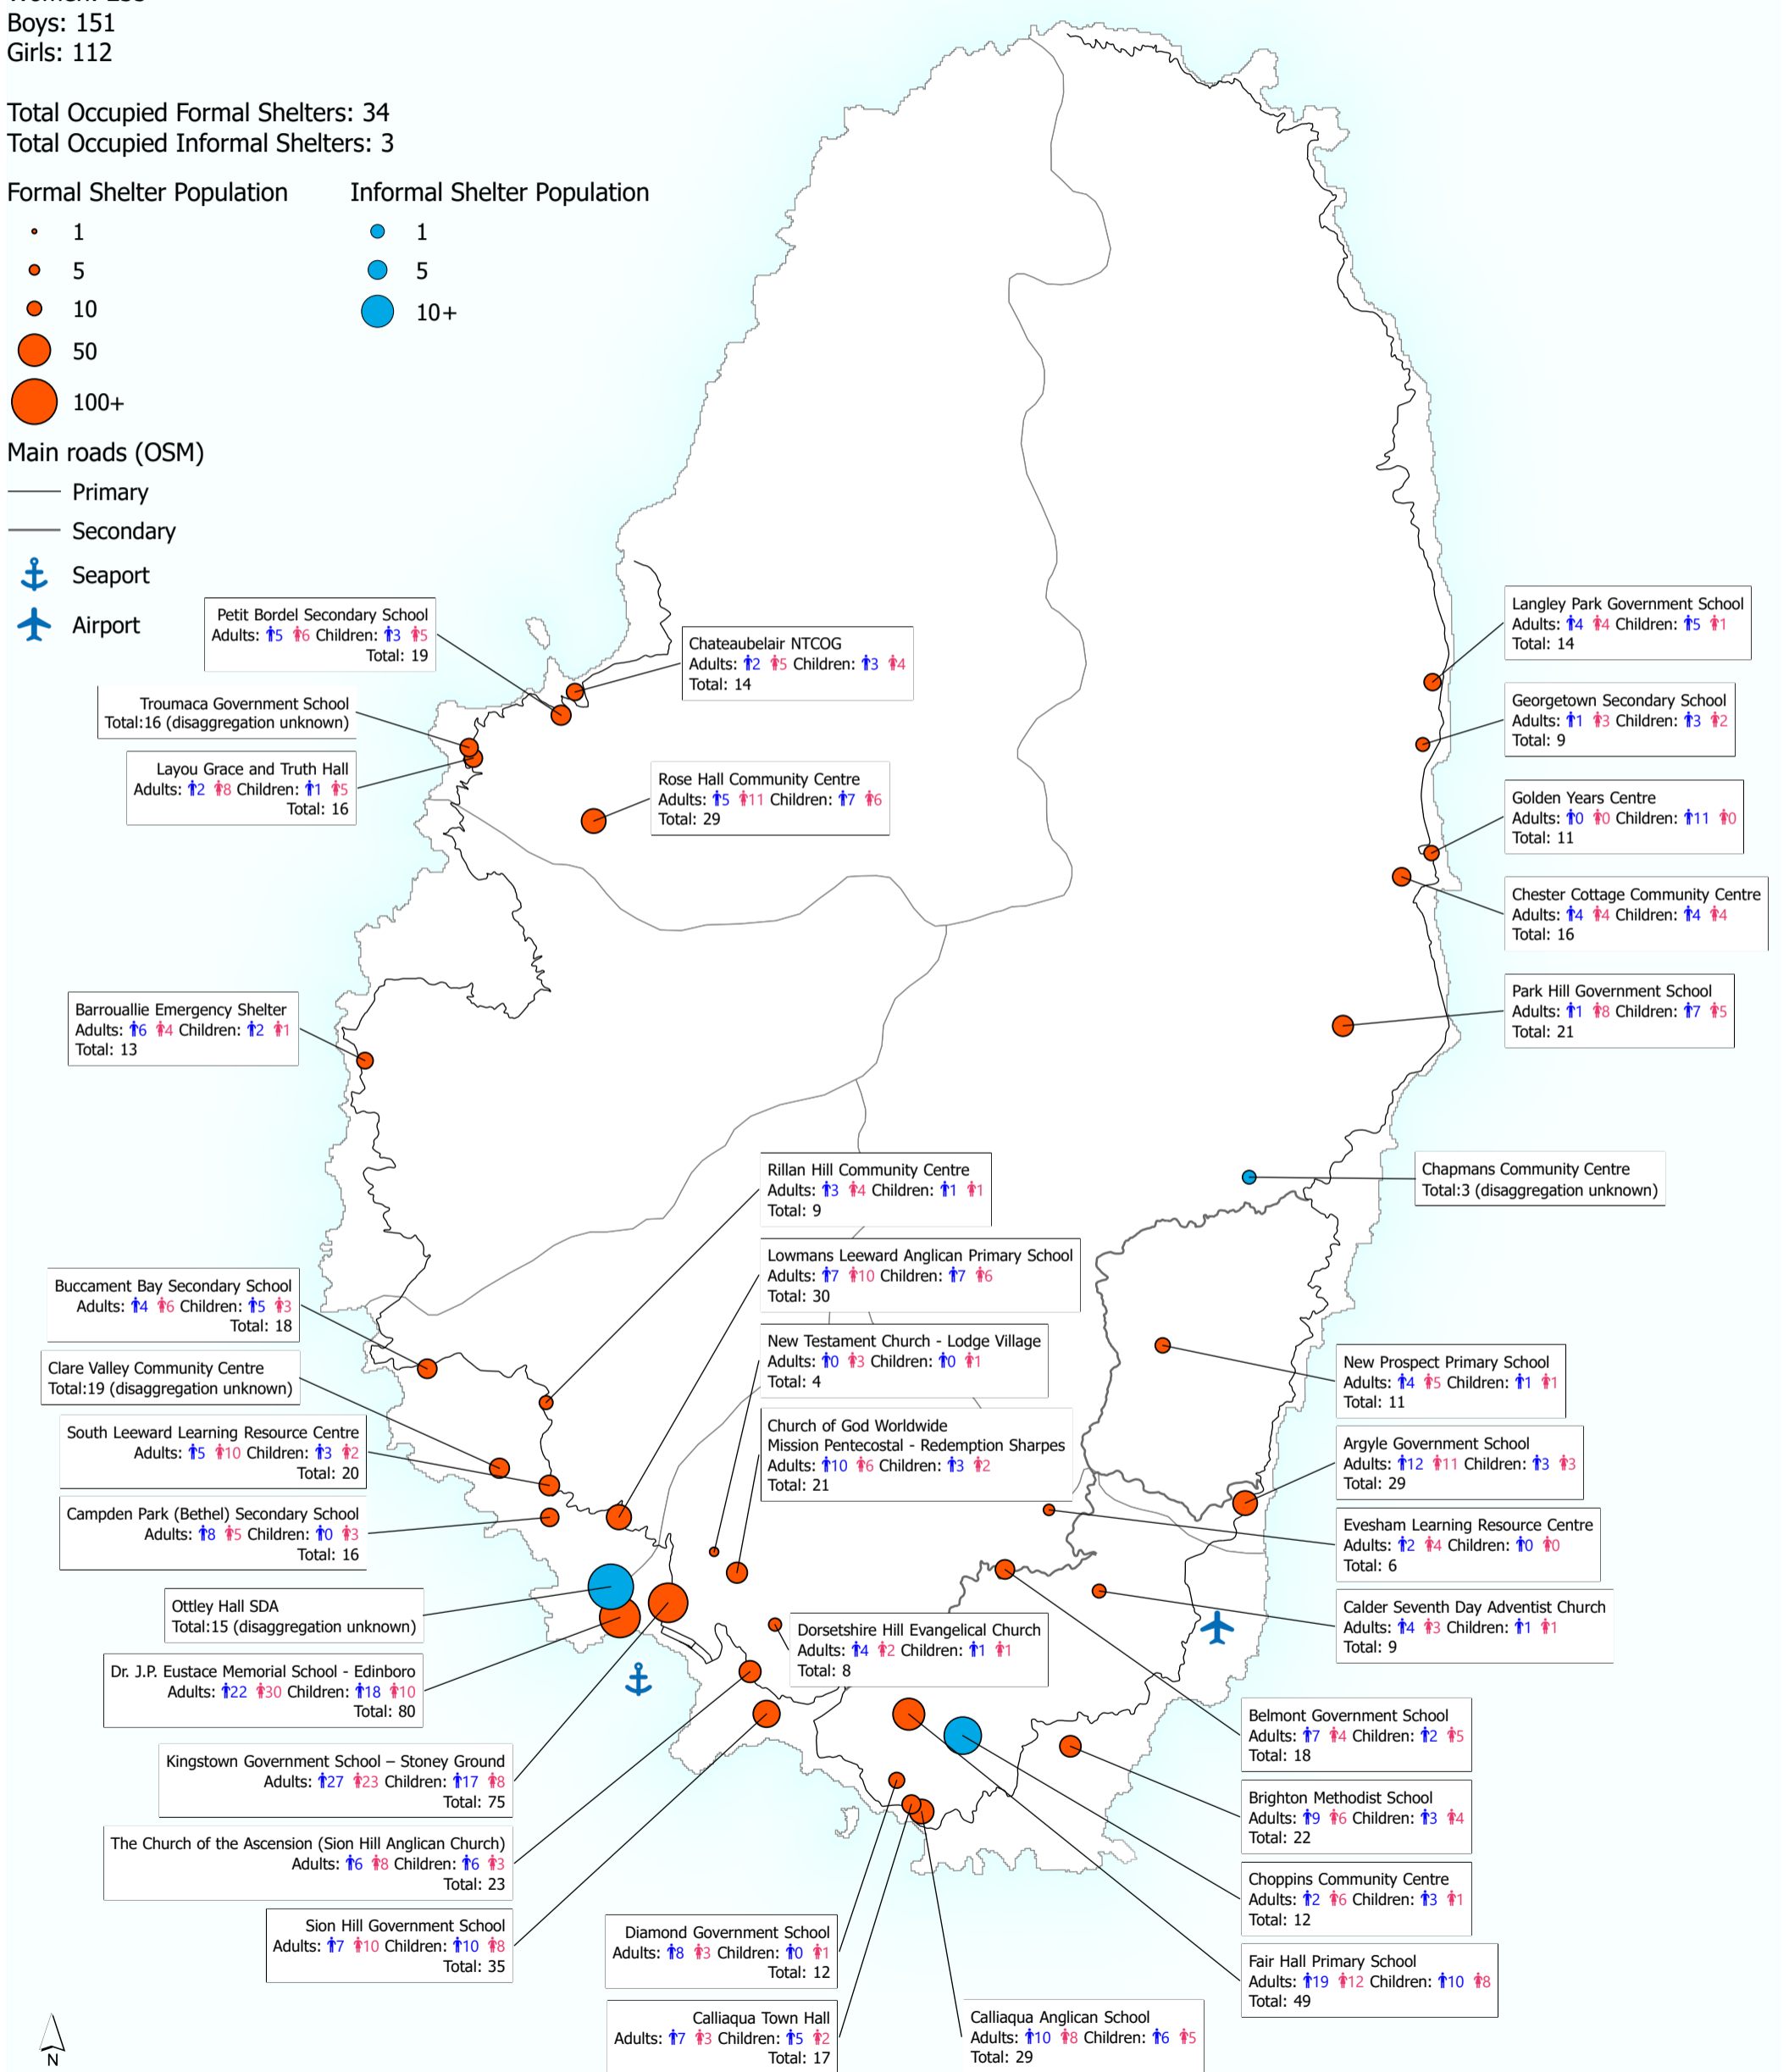 Boys: 151
Girls: 112
Total Occupied Formal Shelters: 34
Total Occupied Informal Shelters: 3
Formal Shelter Population
1
5
10
50
100+
Informal Shelter Population
1
5
10+
Main roads (OSM)
Primary
Secondary
Seaport
Airport
Petit Bordel Secondary School
Adults: 5 6 Children: 3 5
Total: 19
Chateaubelair NTCOG
Adults: 2 5 Children: 3 4
Total: 14
Troumaca Government School
Total:16 (disaggregation unknown)
Layou Grace and Truth Hall
Adults: 2 8 Children: 1 5
Total: 16
Rose Hall Community Centre
Adults: 5 11 Children: 7 6
Total: 29
Langley Park Government School
Adults: 4 4 Children: 5 1
Total: 14
Georgetown Secondary School
Adults: 1 3 Children: 3 2
Total: 9
Golden Years Centre
Adults: 0 0 Children: 11 0
Total: 11
Chester Cottage Community Centre
Adults: 4 4 Children: 4 4
Total: 16
Park Hill Government School
Adults: 1 8 Children: 7 5
Total: 21
Barrouallie Emergency Shelter
Adults: 6 4 Children: 2 1
Total: 13
Chapmans Community Centre
Total:3 (disaggregation unknown)
Rillan Hill Community Centre
Adults: 3 4 Children: 1 1
Total: 9
Lowmans Leeward Anglican Primary School
Adults: 7 10 Children: 7 6
Total: 30
New Testament Church - Lodge Village
Adults: 0 3 Children: 0 1
Total: 4
Church of God Worldwide
Mission Pentecostal - Redemption Sharpes
Adults: 10 6 Children: 3 2
Total: 21
Buccament Bay Secondary School
Adults: 4 6 Children: 5 3
Total: 18
Clare Valley Community Centre
Total:19 (disaggregation unknown)
South Leeward Learning Resource Centre
Adults: 5 10 Children: 3 2
Total: 20
Campden Park (Bethel) Secondary School
Adults: 8 5 Children: 0 3
Total: 16
Ottley Hall SDA
Total:15 (disaggregation unknown)
Dr. J.P. Eustace Memorial School - Edinboro
Adults: 22 30 Children: 18 10
Total: 80
Kingstown Government School – Stoney Ground
Adults: 27 23 Children: 17 8
Total: 75
The Church of the Ascension (Sion Hill Anglican Church)
Adults: 6 8 Children: 6 3
Total: 23
Sion Hill Government School
Adults: 7 10 Children: 10 8
Total: 35
Dorsetshire Hill Evangelical Church
Adults: 4 2 Children: 1 1
Total: 8
Diamond Government School
Adults: 8 3 Children: 0 1
Total: 12
Calliaqua Town Hall
Adults: 7 3 Children: 5 2
Total: 17
Calliaqua Anglican School
Adults: 10 8 Children: 6 5
Total: 29
New Prospect Primary School
Adults: 4 5 Children: 1 1
Total: 11
Argyle Government School
Adults: 12 11 Children: 3 3
Total: 29
Evesham Learning Resource Centre
Adults: 2 4 Children: 0 0
Total: 6
Calder Seventh Day Adventist Church
Adults: 4 3 Children: 1 1
Total: 9
Belmont Government School
Adults: 7 4 Children: 2 5
Total: 18
Brighton Methodist School
Adults: 9 6 Children: 3 4
Total: 22
Choppins Community Centre
Adults: 2 6 Children: 3 1
Total: 12
Fair Hall Primary School
Adults: 19 12 Children: 10 8
Total: 49
N